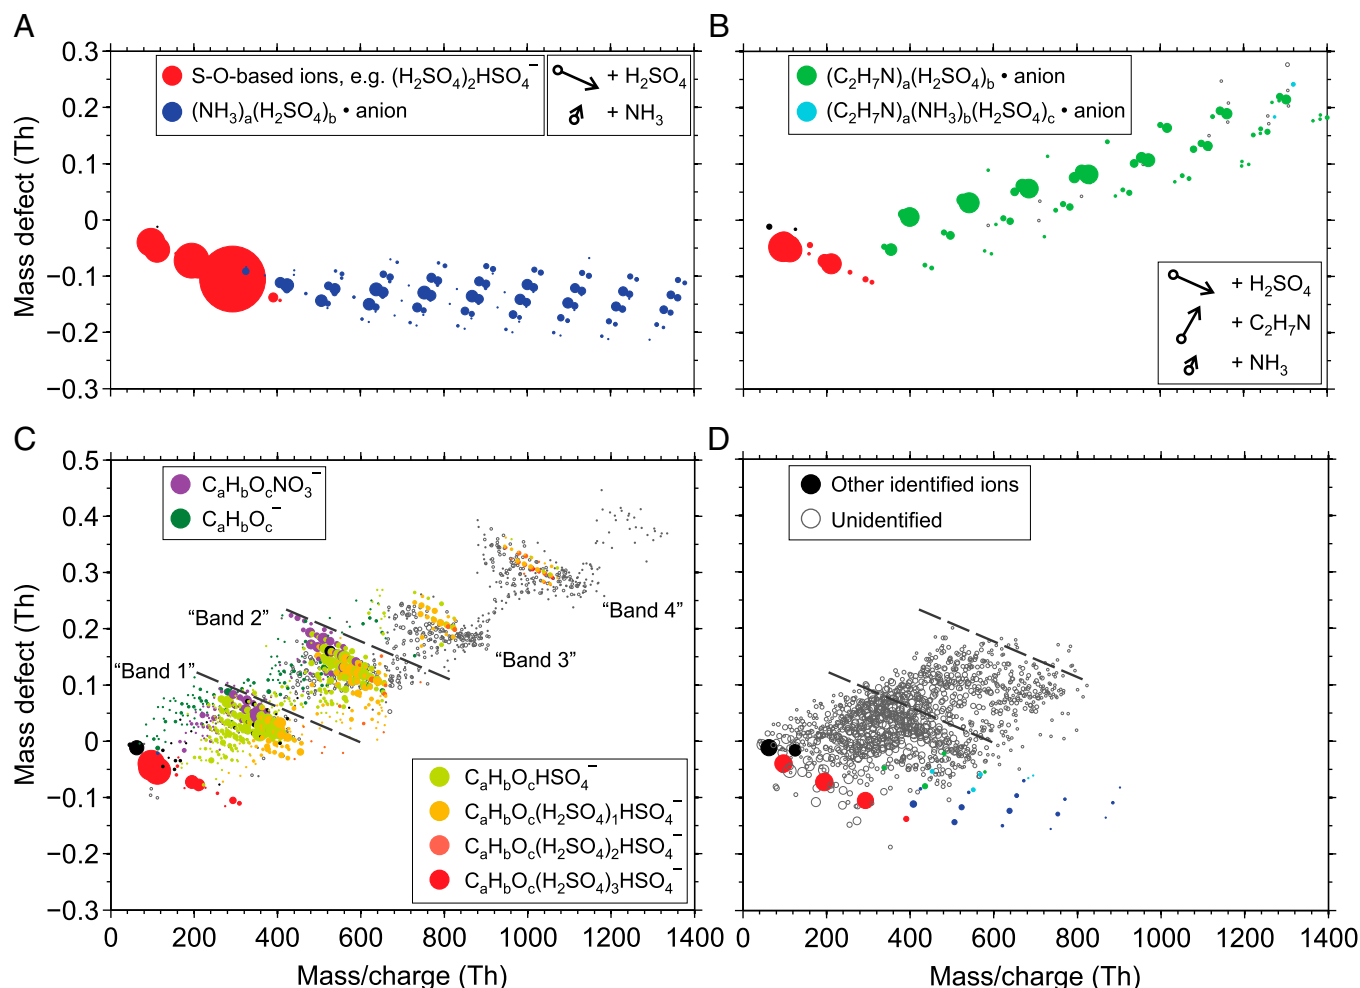 A
B
0.3
0.2
0.1
0
−0.1
−0.2
−0.3
Mass defect (Th)
S-O-based ions, e.g. (H₂SO₄)₂HSO₄⁻
(NH₃)ₐ(H₂SO₄)b • anion
+ H₂SO₄
+ NH₃
(C₂H₇N)ₐ(H₂SO₄)b • anion
(C₂H₇N)ₐ(NH₃)b(H₂SO₄)c • anion
+ H₂SO₄
+ C₂H₇N
+ NH₃
C
D
0.5
0.4
0.3
0.2
0.1
0
−0.1
−0.2
−0.3
Mass defect (Th)
CₐHbOcNO₃⁻
CₐHbOc⁻
“Band 1”
“Band 2”
“Band 3”
“Band 4”
CₐHbOcHSO₄⁻
CₐHbOc(H₂SO₄)₁HSO₄⁻
CₐHbOc(H₂SO₄)₂HSO₄⁻
CₐHbOc(H₂SO₄)₃HSO₄⁻
0 200 400 600 800 1000 1200 1400
Mass/charge (Th)
Other identified ions
Unidentified
0 200 400 600 800 1000 1200 1400
Mass/charge (Th)